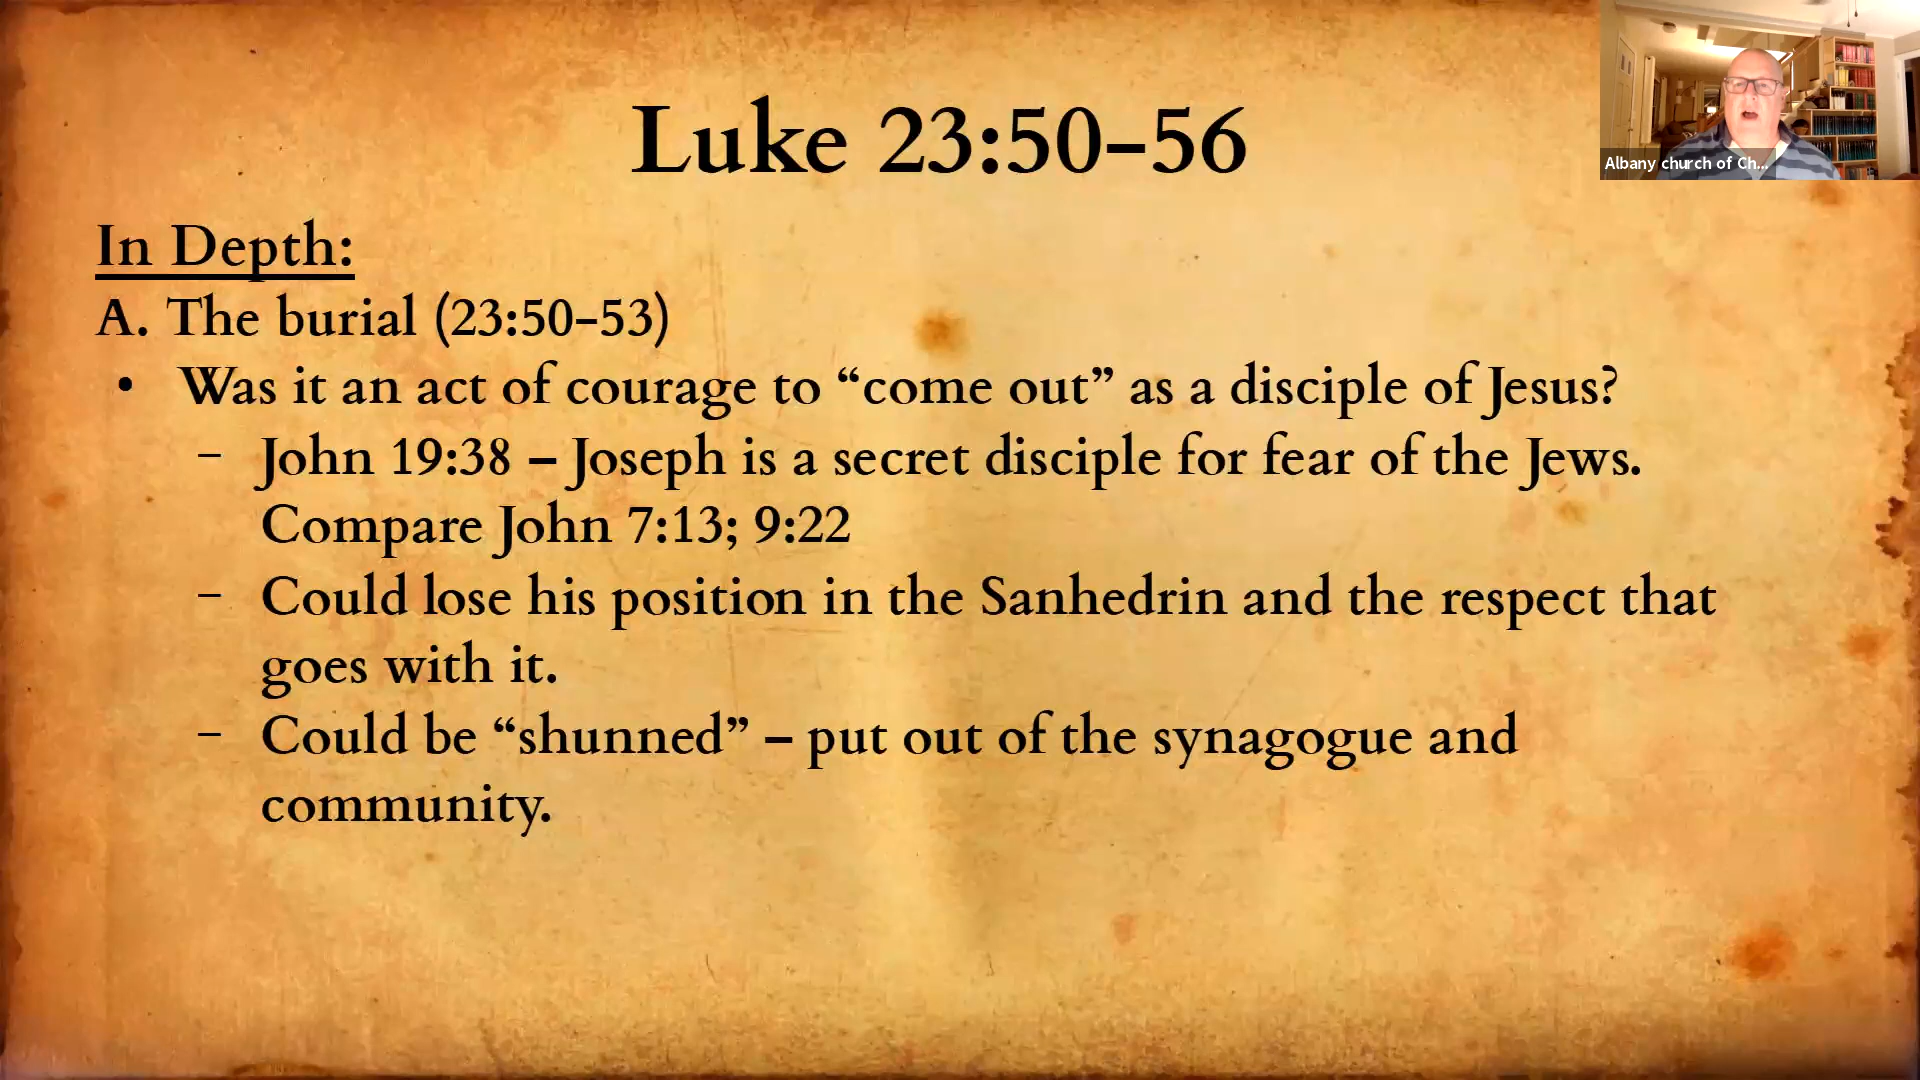 Luke 23:50–56
Albany church of Ch...
In Depth:
A. The burial (23:50–53)
• Was it an act of courage to “come out” as a disciple of Jesus?
– John 19:38 – Joseph is a secret disciple for fear of the Jews.
Compare John 7:13; 9:22
– Could lose his position in the Sanhedrin and the respect that
goes with it.
– Could be “shunned” – put out of the synagogue and
community.